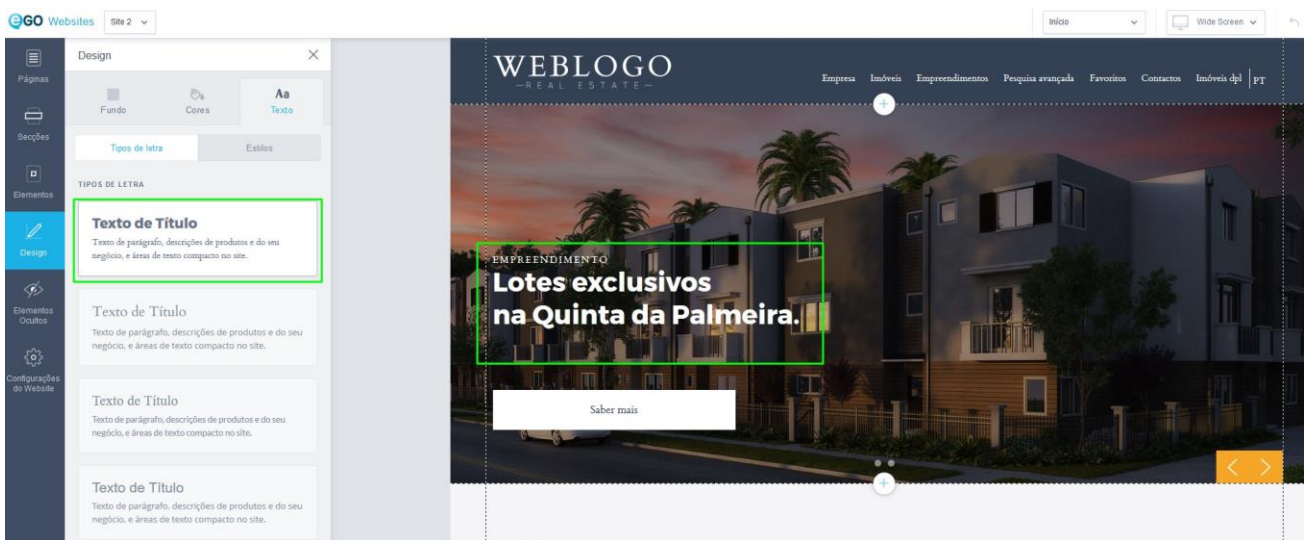 eGO Websites
Site 2
Início
Wide Screen
Páginas
Secções
Elementos
Design
Elementos
Ocultos
Configurações
do Website
Design
Fundo
Cores
Aa
Texto
Tipos de letra
Estilos
TIPOS DE LETRA
Texto de Título
Texto de parágrafo, descrições de produtos e do seu
negócio, e áreas de texto compacto no site.
Texto de Título
Texto de parágrafo, descrições de produtos e do seu
negócio, e áreas de texto compacto no site.
Texto de Título
Texto de parágrafo, descrições de produtos e do seu
negócio, e áreas de texto compacto no site.
Texto de Título
Texto de parágrafo, descrições de produtos e do seu
negócio, e áreas de texto compacto no site.
WEBLOGO
—REAL ESTATE—
Empresa Imóveis Empreendimentos Pesquisa avançada Favoritos Contactos Imóveis dpl PT
EMPREENDIMENTO
Lotes exclusivos
na Quinta da Palmeira.
Saber mais